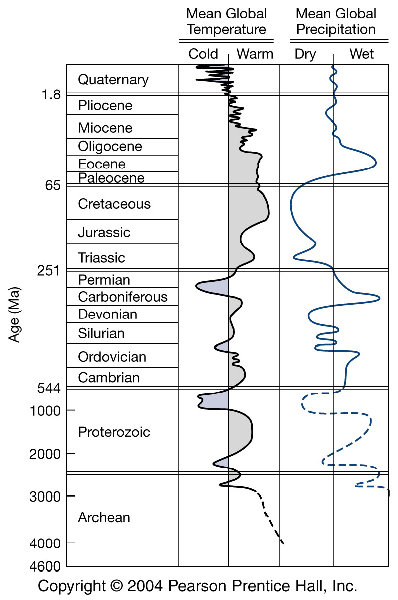 Mean Global Temperature
Mean Global Precipitation
Cold
Warm
Dry
Wet
Age (Ma)
Quaternary
1.8
Pliocene
Miocene
Oligocene
Eocene
Paleocene
65
Cretaceous
Jurassic
Triassic
251
Permian
Carboniferous
Devonian
Silurian
Ordovician
Cambrian
544
1000
Proterozoic
2000
3000
Archean
4000
4600
Copyright © 2004 Pearson Prentice Hall, Inc.